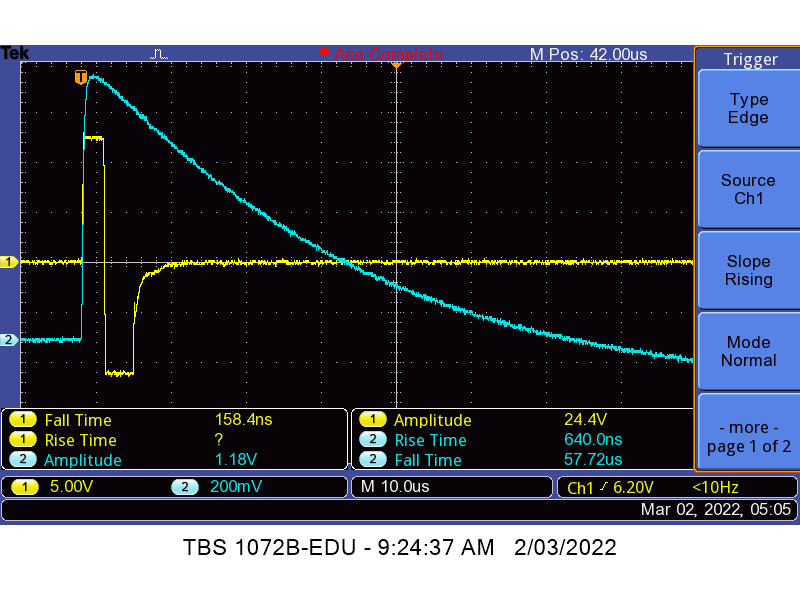 Tek Acq Complete M Pos: 42.00us
Trigger
T
Type
Edge
Source
Ch1
1
Slope
Rising
2
Mode
Normal
- more -
page 1 of 2
1 Fall Time 158.4ns
1 Rise Time ?
2 Amplitude 1.18V
1 Amplitude 24.4V
2 Rise Time 640.0ns
2 Fall Time 57.72us
1 5.00V 2 200mV M 10.0us Ch1 6.20V <10Hz
Mar 02, 2022, 05:05
TBS 1072B-EDU - 9:24:37 AM 2/03/2022